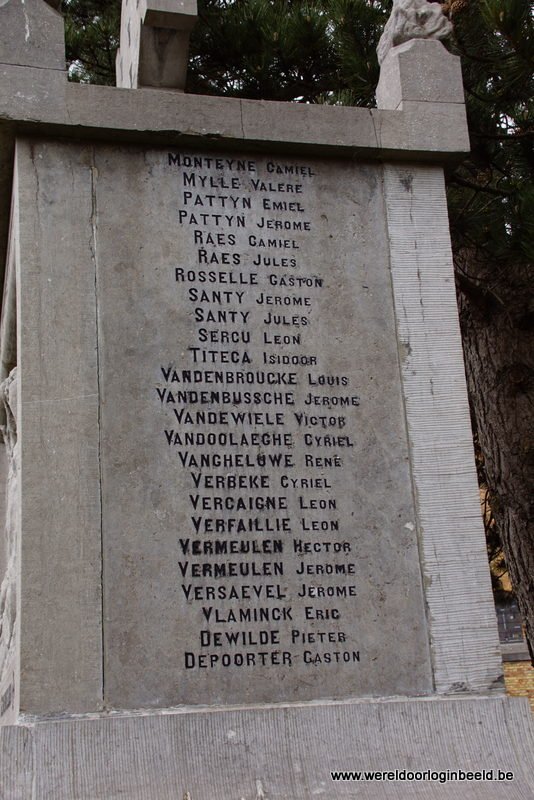 MONTEYNE CAMIEL
MYLLE VALERE
PATTYN EMIEL
PATTYN JEROME
RAES CAMIEL
RAES JULES
ROSSELLE GASTON
SANTY JEROME
SANTY JULES
SERCU LEON
TITECA ISIDOOR
VANDENBROUCKE LOUIS
VANDENBUSSCHE JEROME
VANDEWIELE VICTOR
VANDOOLAEGHE CYRIEL
VANGHELUWE RENÉ
VERBEKE CYRIEL
VERCAIGNE LEON
VERFAILLIE LEON
VERMEULEN HECTOR
VERMEULEN JEROME
VERSAEVEL JEROME
VLAMINCK ERIC
DEWILDE PIETER
DEPOORTER GASTON
www.wereldoorloginbeeld.be